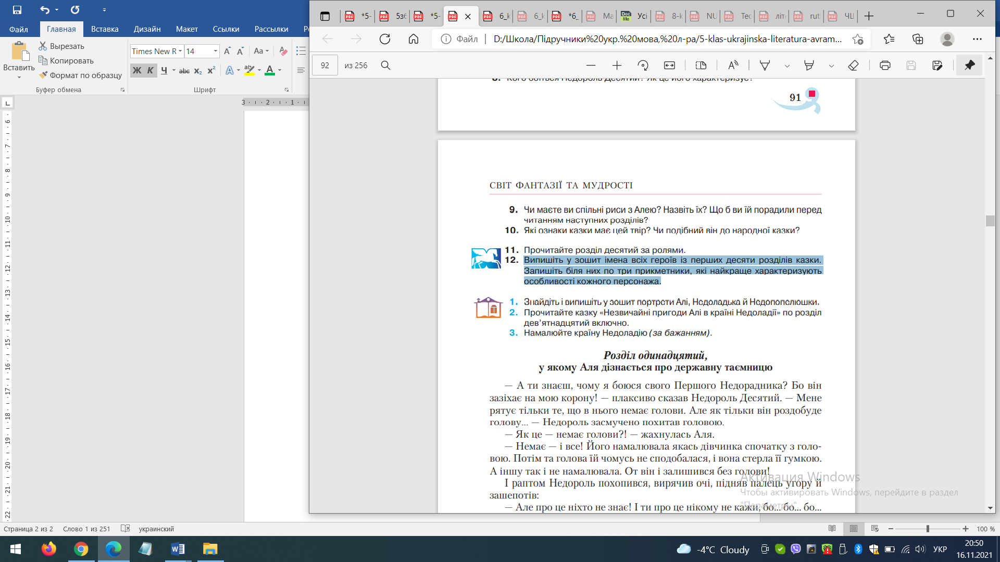 Файл
Главная
Вставка
Дизайн
Макет
Ссылки
Рассылки
Вставить
Вырезать
Копировать
Формат по образцу
Буфер обмена
Times New R
14
Aa
Ж К Ч abc x₂ x²
Шрифт
3 · 2 · 1
*5-
5зб
*5-
6_k
6_k
*6_
Ма
Усі
8-k
NU
Тес
літ
rut
ЧЦ
Файл
D:/Школа/Підручники%20укр.%20мова,%20л-ра/5-klas-ukrajinska-literatura-avram...
92
из 256
8. Кого боїться Недороль Десятий? Як це його характеризує?
91
СВІТ ФАНТАЗІЇ ТА МУДРОСТІ
9. Чи маєте ви спільні риси з Алею? Назвіть їх? Що б ви їй порадили перед
читанням наступних розділів?
10. Які ознаки казки має цей твір? Чи подібний він до народної казки?
11. Прочитайте розділ десятий за ролями.
12. Випишіть у зошит імена всіх героїв із перших десяти розділів казки.
Запишіть біля них по три прикметники, які найкраще характеризують
особливості кожного персонажа.
1. Знайдіть і випишіть у зошит портрети Алі, Недоладька й Недопопелюшки.
2. Прочитайте казку «Незвичайні пригоди Алі в країні Недоладії» по розділ
дев’ятнадцятий включно.
3. Намалюйте країну Недоладію (за бажанням).
Розділ одинадцятий,
у якому Аля дізнається про державну таємницю
— А ти знаєш, чому я боюся свого Першого Недорадника? Бо він
зазіхає на мою корону! — плаксиво сказав Недороль Десятий. — Мене
рятує тільки те, що в нього немає голови. Але як тільки він роздобуде
голову... — Недороль засмучено похитав головою.
— Як це — немає голови?! — жахнулась Аля.
— Немає — і все! Його намалювала якась дівчинка спочатку з голо-
вою. Потім та голова їй чомусь не сподобалася, і вона стерла її гумкою.
А іншу так і не намалювала. От він і залишився без голови!
І раптом Недороль похопився, вирячив очі, підняв палець угору й
зашепотів:
— Але про це ніхто не знає! І ти про це нікому не кажи, бо... бо... бо...
Активация Windows
Чтобы активировать Windows, перейдите в раздел
"Параметры".
Страница 2 из 2
Слово 1 из 251
украинский
100 %
-4°C Cloudy
УКР
20:50
16.11.2021